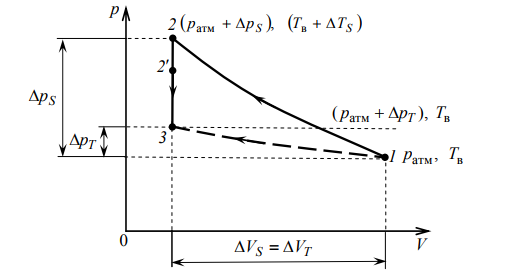 p
2 (pатм + ΔpS), (Tв + ΔTS)
2′
ΔpS
(pатм + ΔpT), Tв
3
ΔpT
1 pатм, Tв
0
ΔVS = ΔVT
V